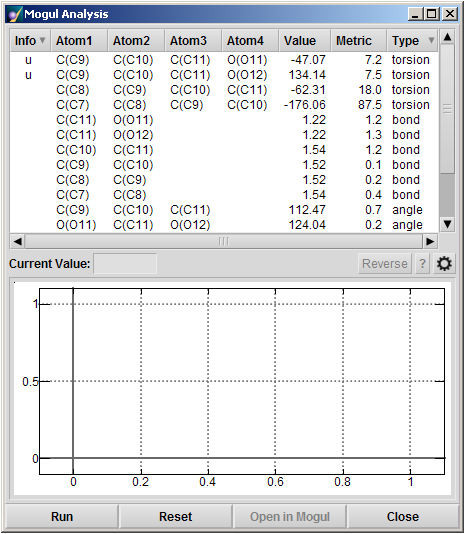 Mogul Analysis
Info Atom1 Atom2 Atom3 Atom4 Value Metric Type
u C(C9) C(C10) C(C11) O(O11) -47.07 7.2 torsion
u C(C9) C(C10) C(C11) O(O12) 134.14 7.5 torsion
C(C8) C(C9) C(C10) C(C11) -62.31 18.0 torsion
C(C7) C(C8) C(C9) C(C10) -176.06 87.5 torsion
C(C11) O(O11) 1.22 1.2 bond
C(C11) O(O12) 1.22 1.3 bond
C(C10) C(C11) 1.54 1.2 bond
C(C9) C(C10) 1.52 0.1 bond
C(C8) C(C9) 1.52 0.2 bond
C(C7) C(C8) 1.54 0.4 bond
C(C9) C(C10) C(C11) 112.47 0.7 angle
O(O11) C(C11) O(O12) 124.04 0.2 angle
Current Value: Reverse ?
1
0.5
0
0 0.2 0.4 0.6 0.8 1
Run Reset Open in Mogul Close